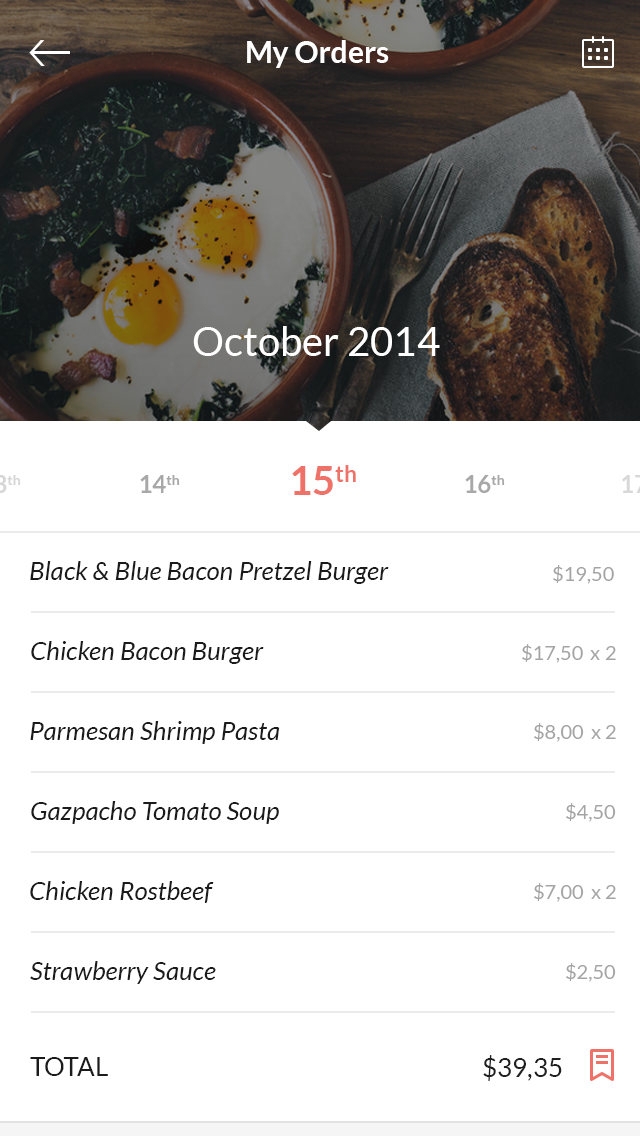 My Orders
October 2014
8th 14th 15th 16th 17
Black & Blue Bacon Pretzel Burger $19,50
Chicken Bacon Burger $17,50 x 2
Parmesan Shrimp Pasta $8,00 x 2
Gazpacho Tomato Soup $4,50
Chicken Rostbeef $7,00 x 2
Strawberry Sauce $2,50
TOTAL $39,35